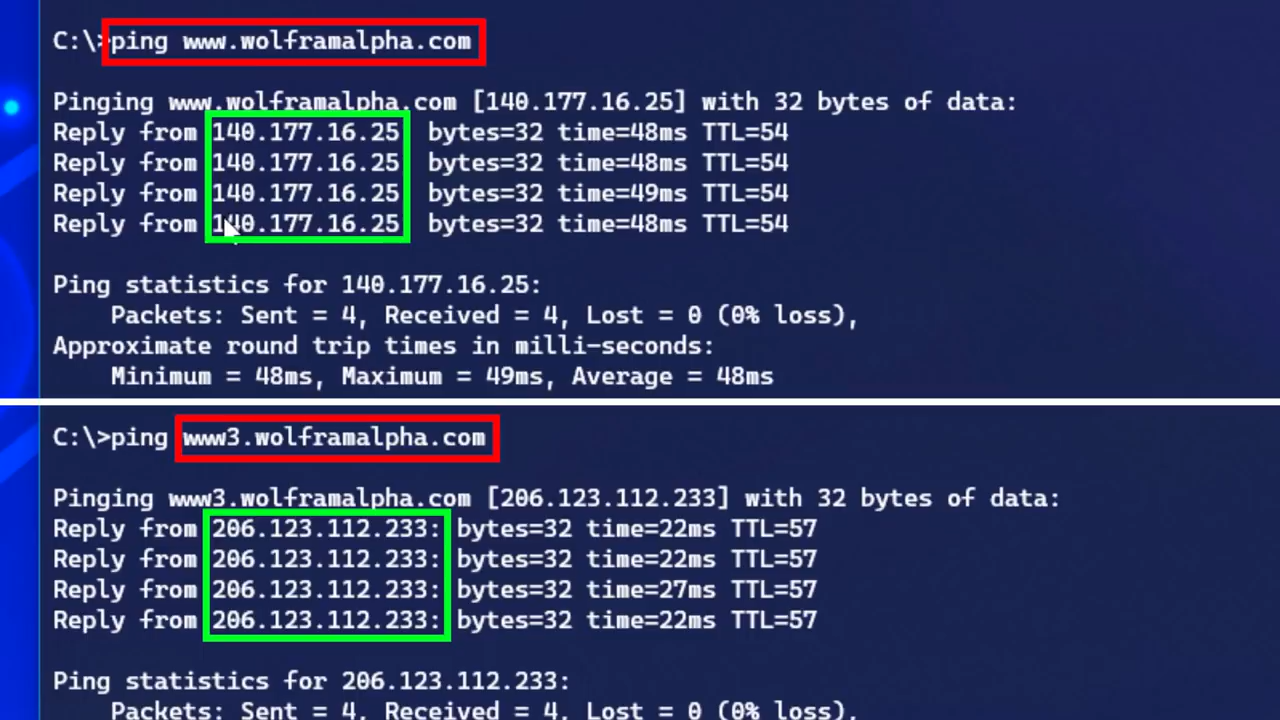 C:\>ping www.wolframalpha.com
Pinging www.wolframalpha.com [140.177.16.25] with 32 bytes of data:
Reply from 140.177.16.25 bytes=32 time=48ms TTL=54
Reply from 140.177.16.25 bytes=32 time=48ms TTL=54
Reply from 140.177.16.25 bytes=32 time=49ms TTL=54
Reply from 140.177.16.25 bytes=32 time=48ms TTL=54
Ping statistics for 140.177.16.25:
Packets: Sent = 4, Received = 4, Lost = 0 (0% loss),
Approximate round trip times in milli-seconds:
Minimum = 48ms, Maximum = 49ms, Average = 48ms
C:\>ping www3.wolframalpha.com
Pinging www3.wolframalpha.com [206.123.112.233] with 32 bytes of data:
Reply from 206.123.112.233: bytes=32 time=22ms TTL=57
Reply from 206.123.112.233: bytes=32 time=22ms TTL=57
Reply from 206.123.112.233: bytes=32 time=27ms TTL=57
Reply from 206.123.112.233: bytes=32 time=22ms TTL=57
Ping statistics for 206.123.112.233:
Packets: Sent = 4, Received = 4, Lost = 0 (0% loss),